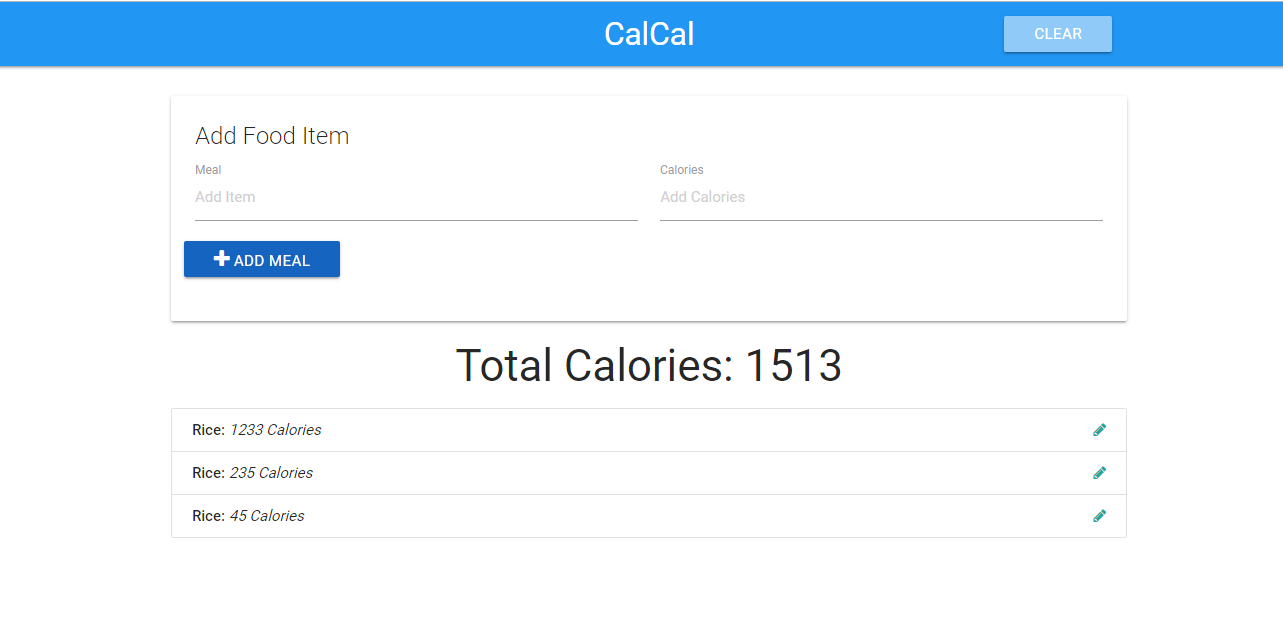 CalCal
CLEAR
Add Food Item
Meal
Calories
Add Item
Add Calories
ADD MEAL
Total Calories: 1513
Rice: 1233 Calories
Rice: 235 Calories
Rice: 45 Calories